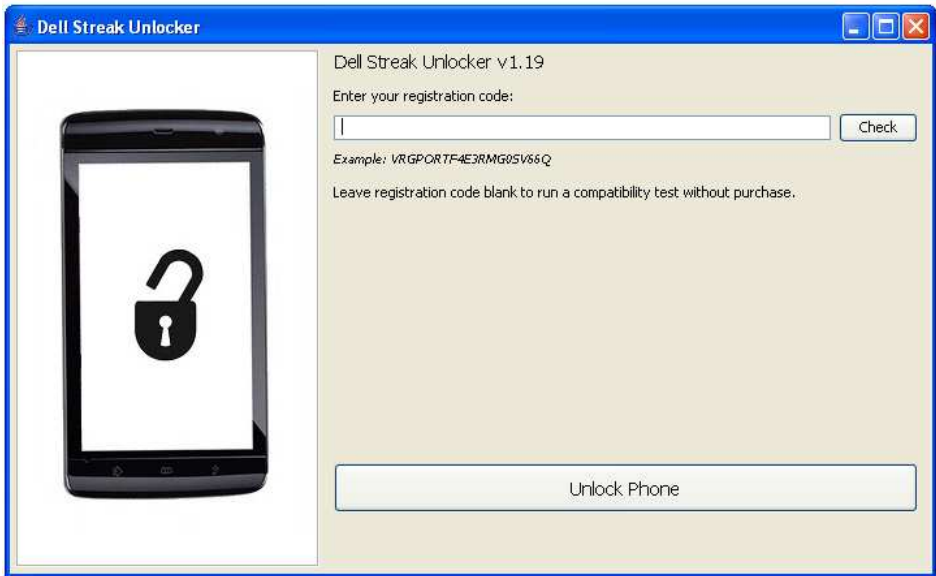 Dell Streak Unlocker
Dell Streak Unlocker v1.19
Enter your registration code:
Check
Example: VRGPORTF4E3RMG0SV66Q
Leave registration code blank to run a compatibility test without purchase.
Unlock Phone